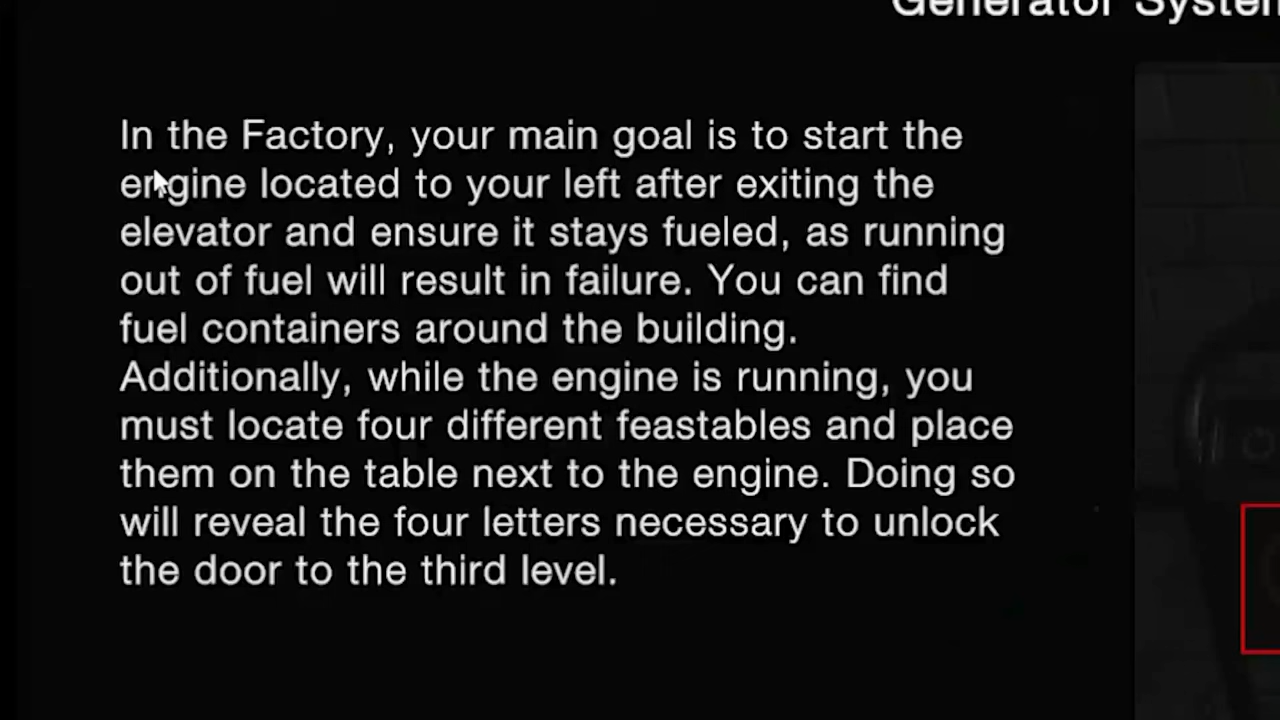 Generator System
In the Factory, your main goal is to start the
engine located to your left after exiting the
elevator and ensure it stays fueled, as running
out of fuel will result in failure. You can find
fuel containers around the building.
Additionally, while the engine is running, you
must locate four different feastables and place
them on the table next to the engine. Doing so
will reveal the four letters necessary to unlock
the door to the third level.